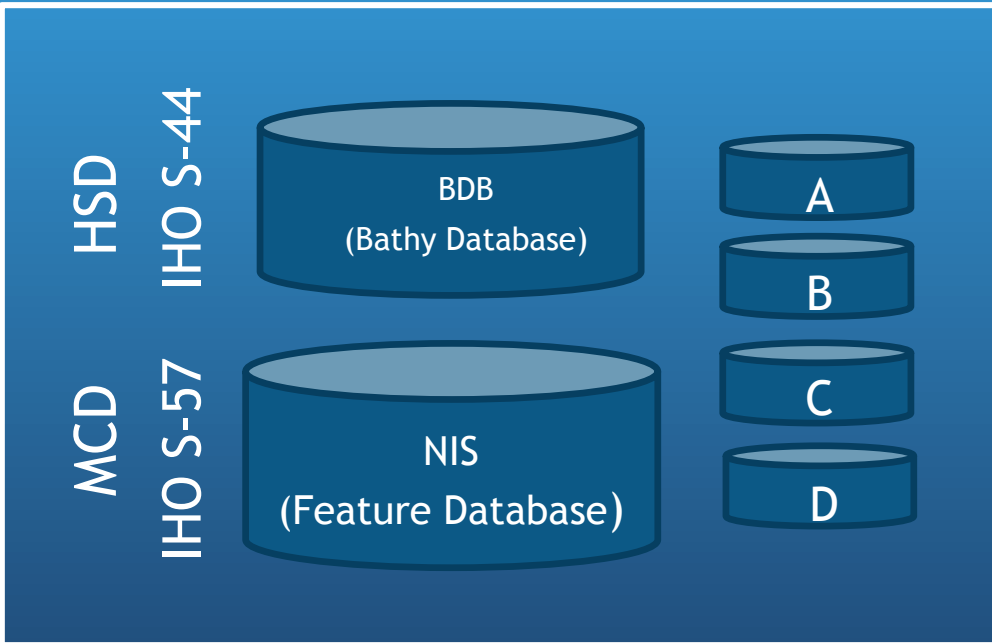 HSD
IHO S-44
BDB
(Bathy Database)
MCD
IHO S-57
NIS
(Feature Database)
A
B
C
D